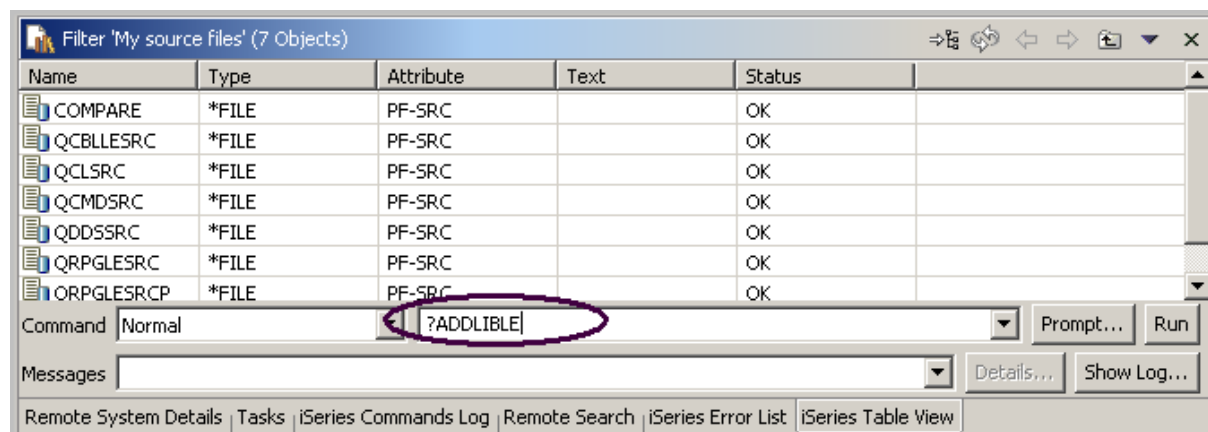 Filter 'My source files' (7 Objects)
Name Type Attribute Text Status
COMPARE *FILE PF-SRC OK
QCBLLESRC *FILE PF-SRC OK
QCLSRC *FILE PF-SRC OK
QCMDSRC *FILE PF-SRC OK
QDDSSRC *FILE PF-SRC OK
QRPGLESRC *FILE PF-SRC OK
QRPGLESRCP *FILE PF-SRC OK
Command Normal ?ADDLIBLE Prompt... Run
Messages Details... Show Log...
Remote System Details Tasks iSeries Commands Log Remote Search iSeries Error List iSeries Table View